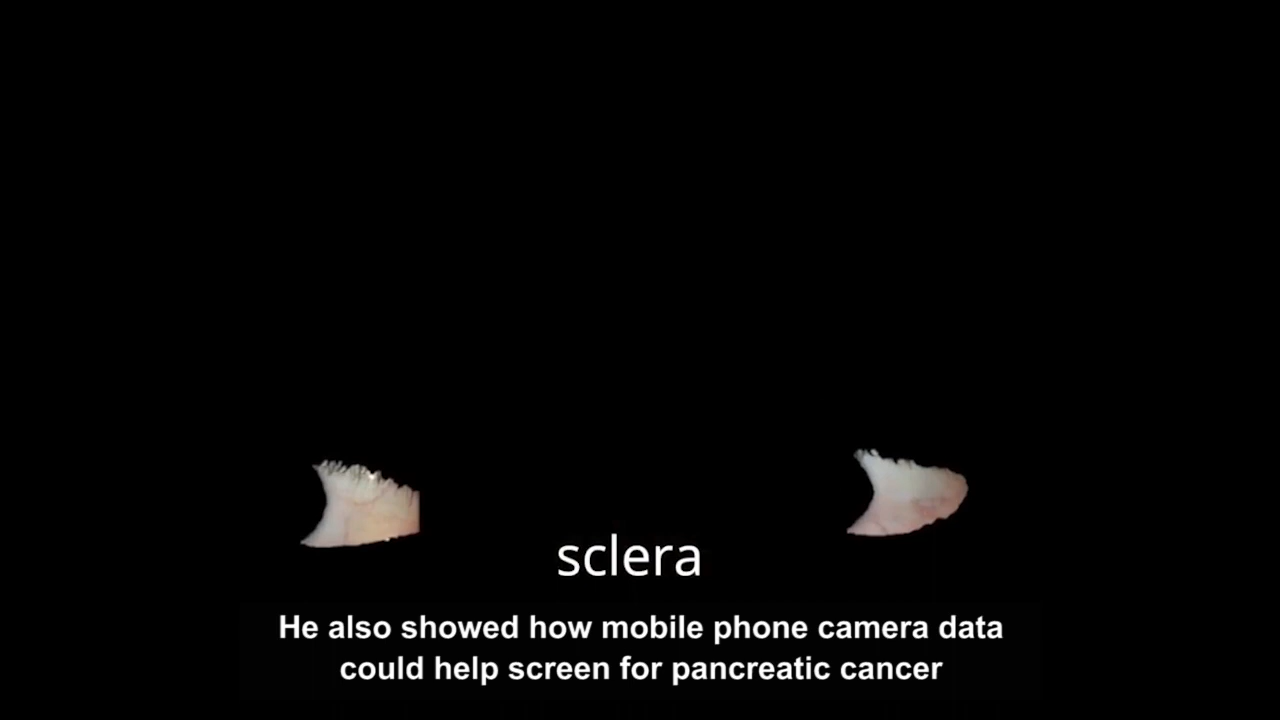 sclera
He also showed how mobile phone camera data
could help screen for pancreatic cancer